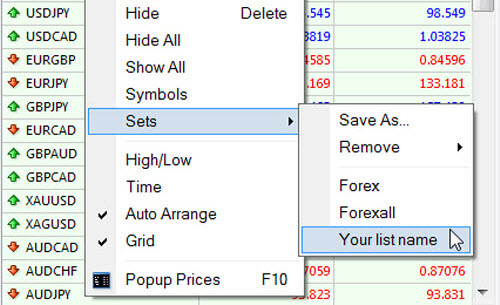 USDJPY Hide Delete .545 98.549
USDCAD Hide All 3819 1.03825
EURGBP Show All 4585 0.84596
EURJPY Symbols .169 133.181
GBPJPY
EURCAD Sets Save As...
GBPAUD Remove
GBPCAD High/Low
XAUUSD Time Forex
XAGUSD Auto Arrange Forexall
AUDCAD Grid Your list name
AUDCHF 7059 0.87076
AUDJPY Popup Prices F10 .823 93.831